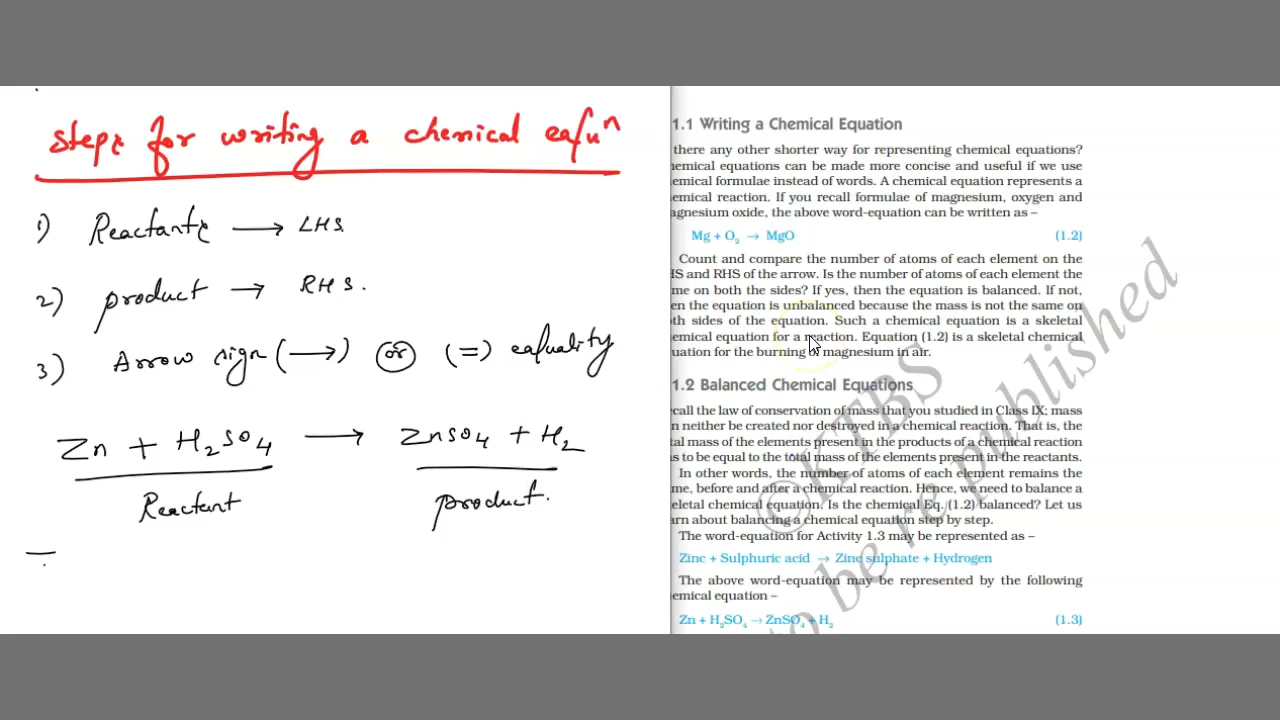 steps for writing a chemical equⁿ
1) Reactants → LHS
2) product → RHS.
3) Arrow sign (→) or (=) equality
Zn + H₂SO₄ → ZnSO₄ + H₂
Reactant product.
1.1 Writing a Chemical Equation
there any other shorter way for representing chemical equations?
hemical equations can be made more concise and useful if we use
emical formulae instead of words. A chemical equation represents a
emical reaction. If you recall formulae of magnesium, oxygen and
agnesium oxide, the above word-equation can be written as –
Mg + O₂ → MgO (1.2)
Count and compare the number of atoms of each element on the
HS and RHS of the arrow. Is the number of atoms of each element the
me on both the sides? If yes, then the equation is balanced. If not,
en the equation is unbalanced because the mass is not the same on
th sides of the equation. Such a chemical equation is a skeletal
emical equation for a reaction. Equation (1.2) is a skeletal chemical
uation for the burning of magnesium in air.
1.2 Balanced Chemical Equations
call the law of conservation of mass that you studied in Class IX; mass
n neither be created nor destroyed in a chemical reaction. That is, the
tal mass of the elements present in the products of a chemical reaction
s to be equal to the total mass of the elements present in the reactants.
In other words, the number of atoms of each element remains the
me, before and after a chemical reaction. Hence, we need to balance a
eletal chemical equation. Is the chemical Eq. (1.2) balanced? Let us
arn about balancing a chemical equation step by step.
The word-equation for Activity 1.3 may be represented as –
Zinc + Sulphuric acid → Zinc sulphate + Hydrogen
The above word-equation may be represented by the following
emical equation –
Zn + H₂SO₄ → ZnSO₄ + H₂ (1.3)
©KTBS
to be republished